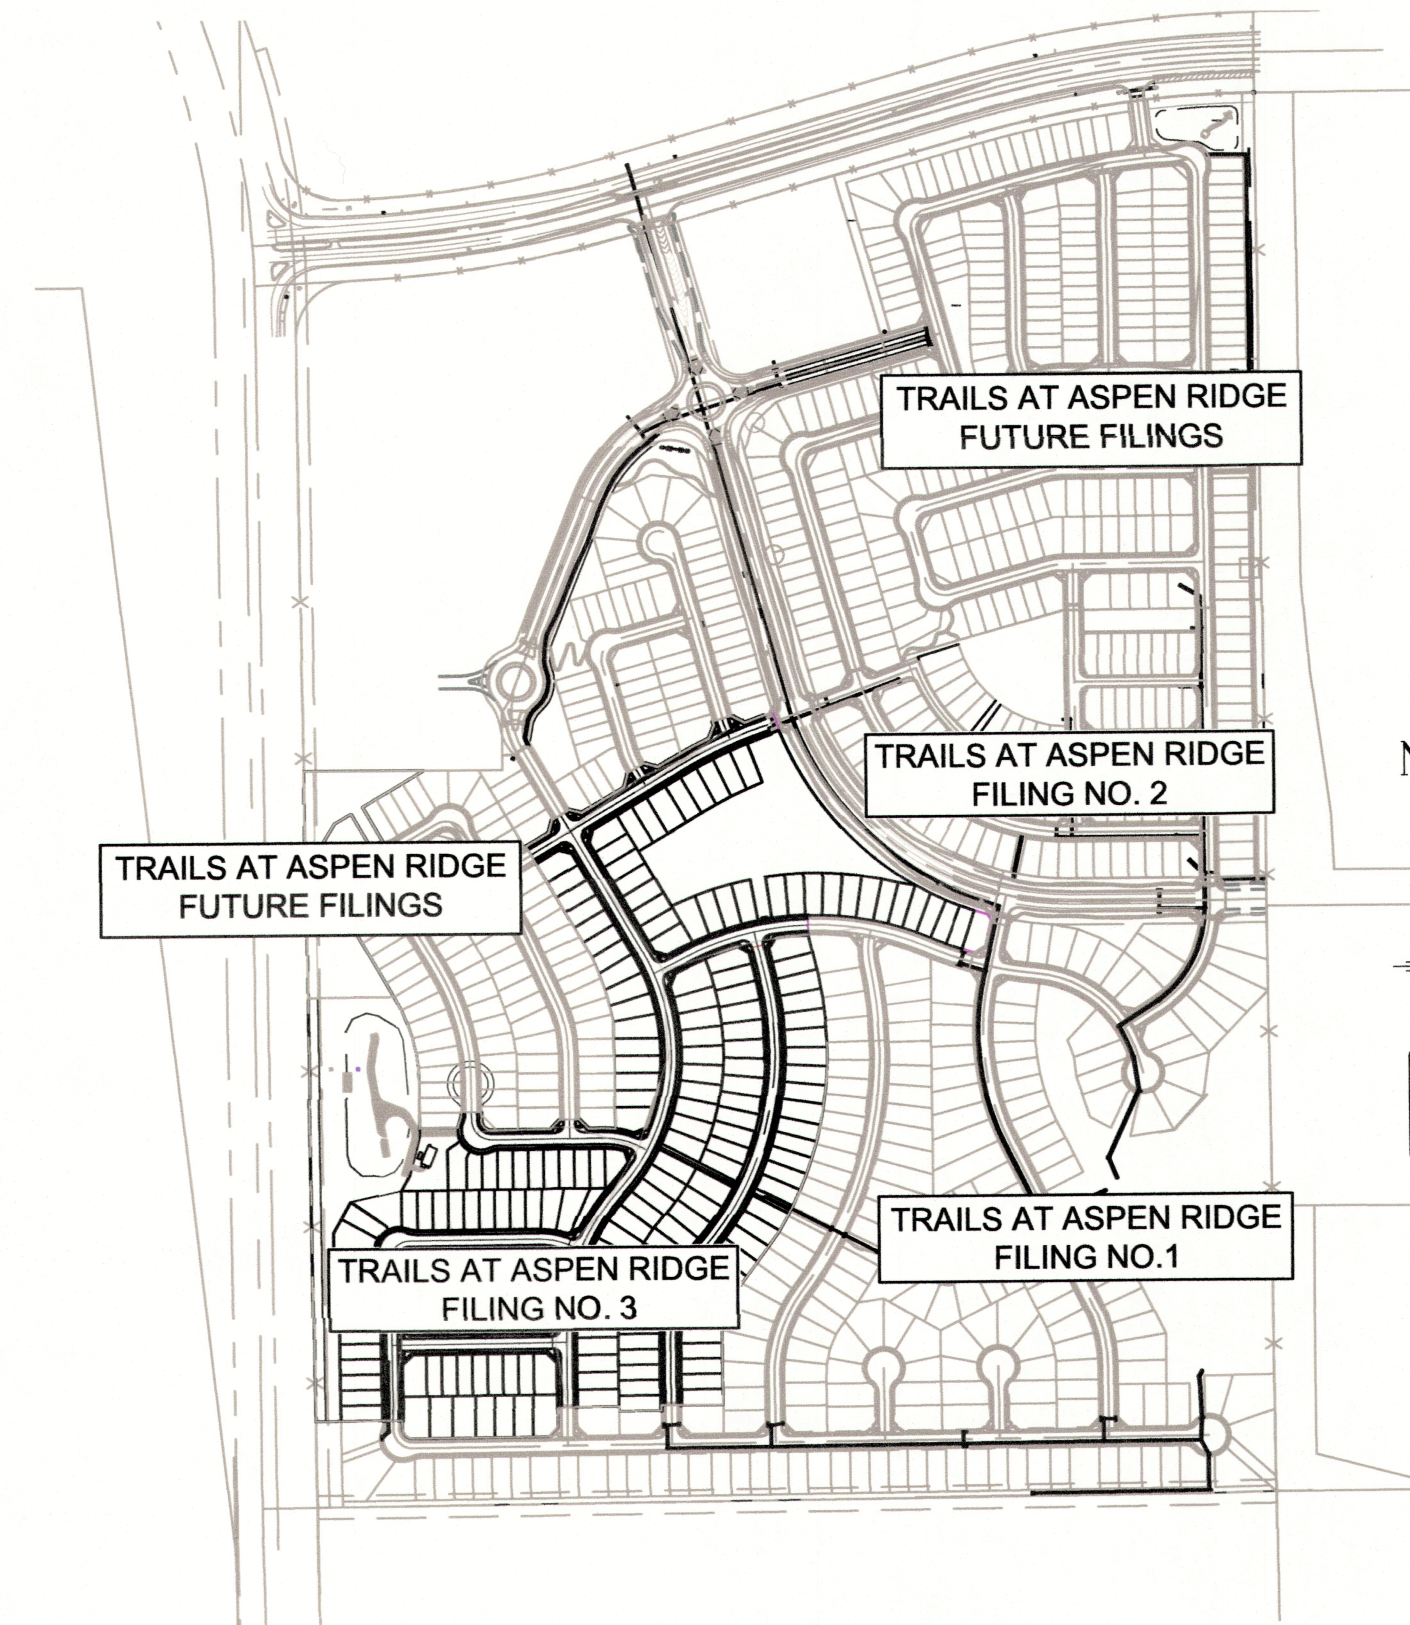 TRAILS AT ASPEN RIDGE
FUTURE FILINGS
TRAILS AT ASPEN RIDGE
FILING NO. 2
TRAILS AT ASPEN RIDGE
FUTURE FILINGS
TRAILS AT ASPEN RIDGE
FILING NO.1
TRAILS AT ASPEN RIDGE
FILING NO. 3